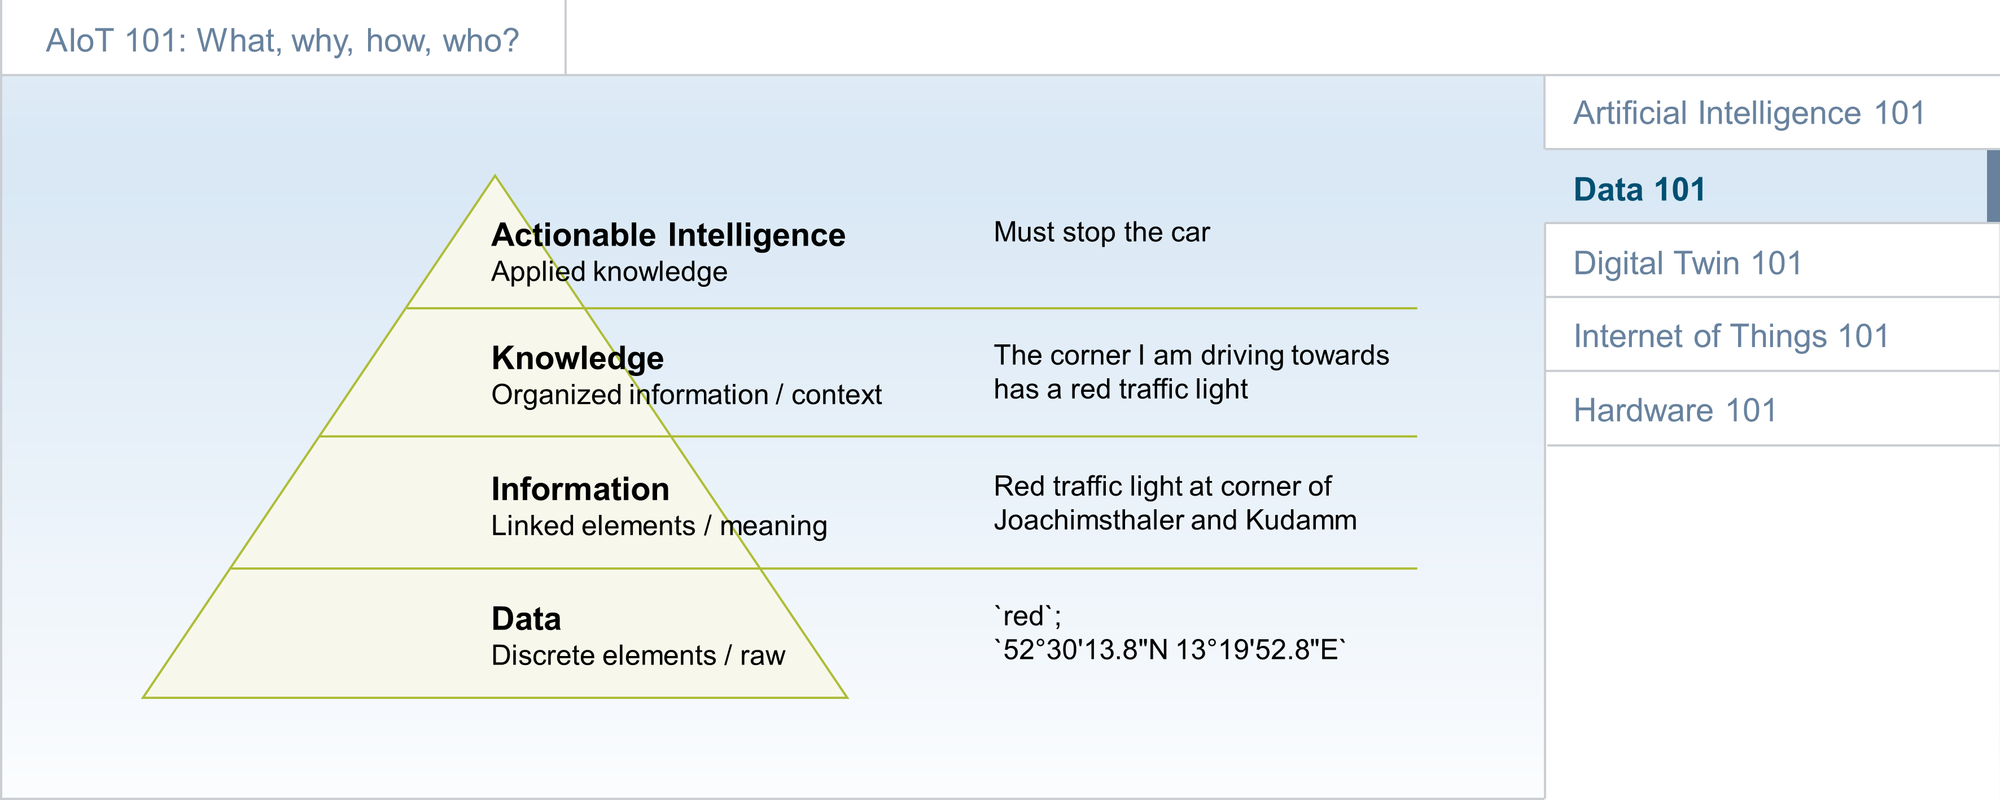 AIoT 101: What, why, how, who?
Actionable Intelligence
Applied knowledge
Must stop the car
Knowledge
Organized information / context
The corner I am driving towards
has a red traffic light
Information
Linked elements / meaning
Red traffic light at corner of
Joachimsthaler and Kudamm
Data
Discrete elements / raw
`red`;
`52°30'13.8"N 13°19'52.8"E`
Artificial Intelligence 101
Data 101
Digital Twin 101
Internet of Things 101
Hardware 101